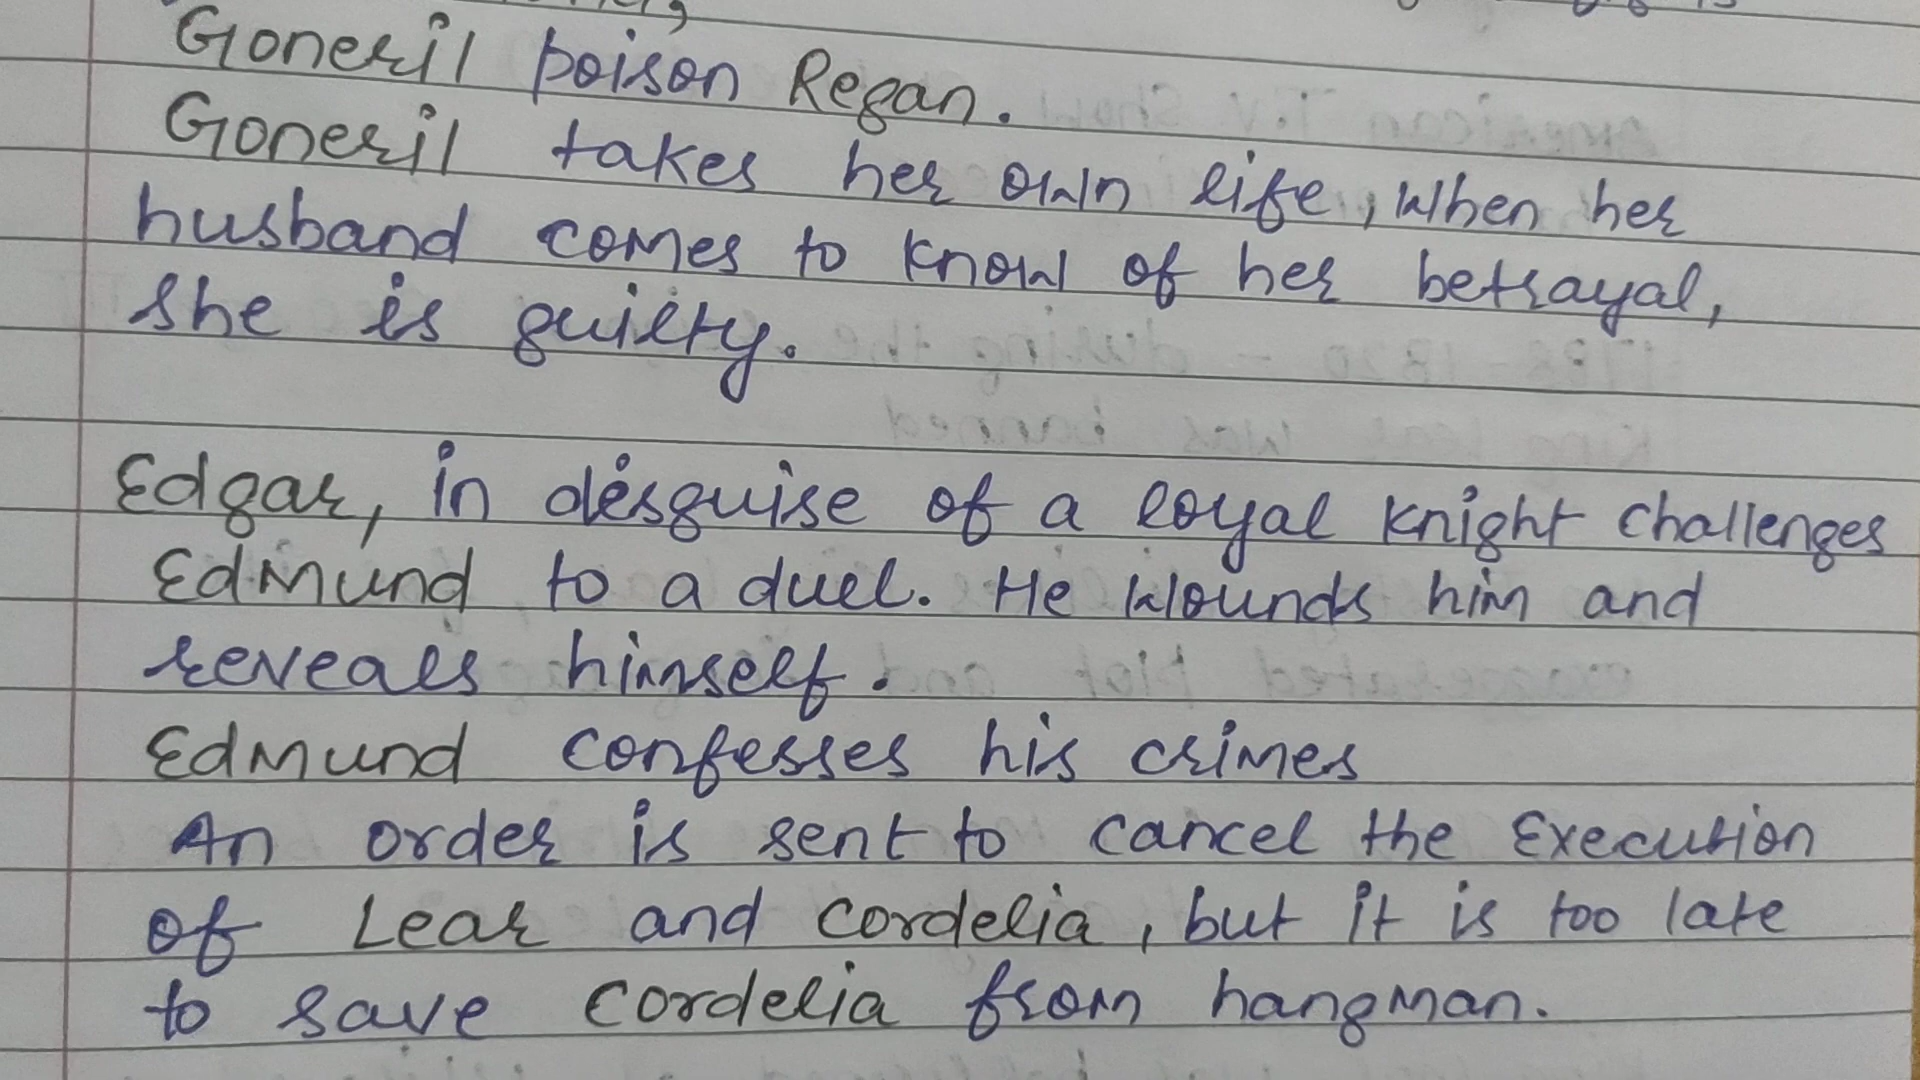 Goneril poison Regan.
Goneril takes her own life, when her
husband comes to know of her betrayal,
she is guilty.
Edgar, in desguise of a loyal knight challenges
Edmund to a duel. He wounds him and
reveals himself.
Edmund confesses his crimes
An order is sent to cancel the Execution
of Lear and Cordelia, but it is too late
to save Cordelia from hangman.